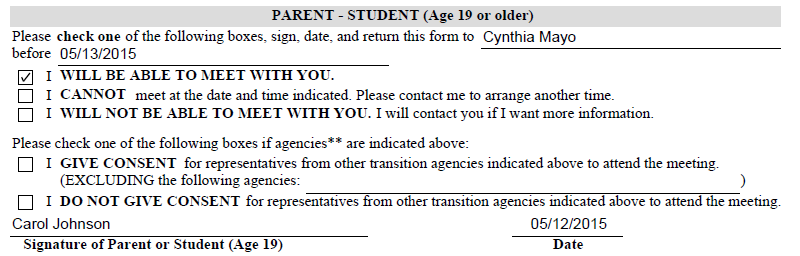 PARENT - STUDENT (Age 19 or older)
Please check one of the following boxes, sign, date, and return this form to Cynthia Mayo
before 05/13/2015
☑ I WILL BE ABLE TO MEET WITH YOU.
☐ I CANNOT meet at the date and time indicated. Please contact me to arrange another time.
☐ I WILL NOT BE ABLE TO MEET WITH YOU. I will contact you if I want more information.
Please check one of the following boxes if agencies** are indicated above:
☐ I GIVE CONSENT for representatives from other transition agencies indicated above to attend the meeting.
(EXCLUDING the following agencies: )
☐ I DO NOT GIVE CONSENT for representatives from other transition agencies indicated above to attend the meeting.
Carol Johnson 05/12/2015
Signature of Parent or Student (Age 19) Date